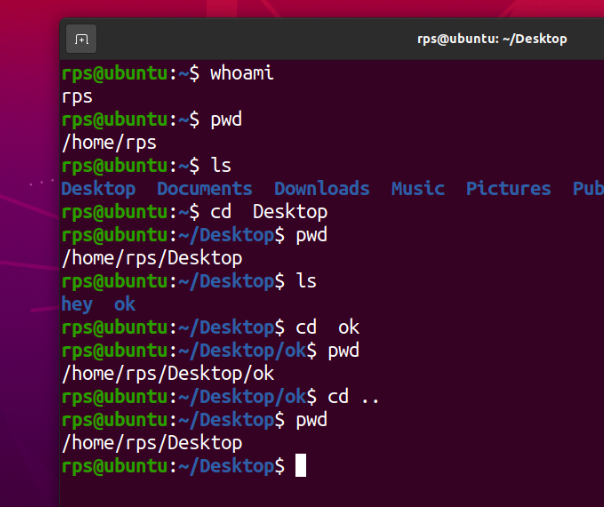 rps@ubuntu: ~/Desktop
rps@ubuntu:~$ whoami
rps
rps@ubuntu:~$ pwd
/home/rps
rps@ubuntu:~$ ls
Desktop  Documents  Downloads  Music  Pictures  Pub
rps@ubuntu:~$ cd  Desktop
rps@ubuntu:~/Desktop$ pwd
/home/rps/Desktop
rps@ubuntu:~/Desktop$ ls
hey  ok
rps@ubuntu:~/Desktop$ cd  ok
rps@ubuntu:~/Desktop/ok$ pwd
/home/rps/Desktop/ok
rps@ubuntu:~/Desktop/ok$ cd ..
rps@ubuntu:~/Desktop$ pwd
/home/rps/Desktop
rps@ubuntu:~/Desktop$